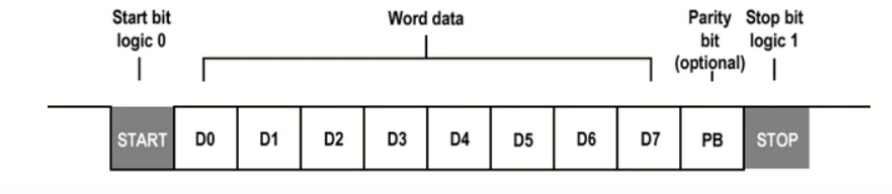 Start bit
logic 0
Word data
Parity
bit
(optional)
Stop bit
logic 1
START D0 D1 D2 D3 D4 D5 D6 D7 PB STOP